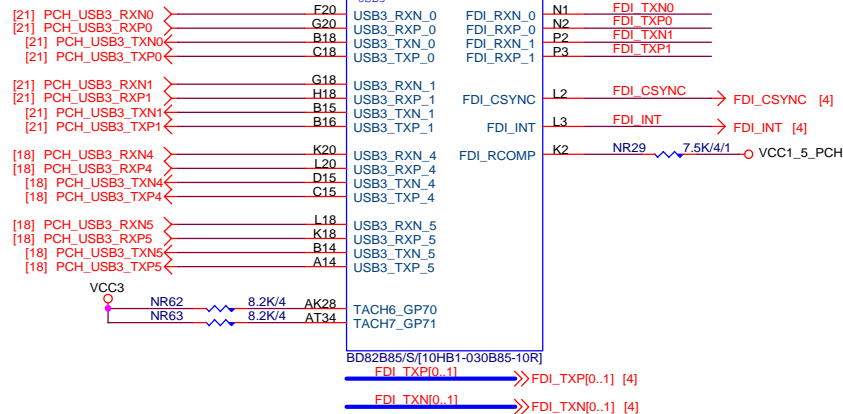 [21] PCH_USB3_RXN0 F20 USB3_RXN_0 FDI_RXN_0 N1 FDI_TXN0
[21] PCH_USB3_RXP0 G20 USB3_RXP_0 FDI_RXP_0 N2 FDI_TXP0
[21] PCH_USB3_TXN0 B18 USB3_TXN_0 FDI_RXN_1 P2 FDI_TXN1
[21] PCH_USB3_TXP0 C18 USB3_TXP_0 FDI_RXP_1 P3 FDI_TXP1
[21] PCH_USB3_RXN1 G18 USB3_RXN_1
[21] PCH_USB3_RXP1 H18 USB3_RXP_1 FDI_CSYNC L2 FDI_CSYNC FDI_CSYNC [4]
[21] PCH_USB3_TXN1 B15 USB3_TXN_1
[21] PCH_USB3_TXP1 B16 USB3_TXP_1 FDI_INT L3 FDI_INT FDI_INT [4]
[18] PCH_USB3_RXN4 K20 USB3_RXN_4 FDI_RCOMP K2 NR29 7.5K/4/1 VCC1_5_PCH
[18] PCH_USB3_RXP4 L20 USB3_RXP_4
[18] PCH_USB3_TXN4 D15 USB3_TXN_4
[18] PCH_USB3_TXP4 C15 USB3_TXP_4
[18] PCH_USB3_RXN5 L18 USB3_RXN_5
[18] PCH_USB3_RXP5 K18 USB3_RXP_5
[18] PCH_USB3_TXN5 B14 USB3_TXN_5
[18] PCH_USB3_TXP5 A14 USB3_TXP_5
VCC3
NR62 8.2K/4 AK28 TACH6_GP70
NR63 8.2K/4 AT34 TACH7_GP71
BD82B85/S/[10HB1-030B85-10R]
FDI_TXP[0..1] FDI_TXP[0..1] [4]
FDI_TXN[0..1] FDI_TXN[0..1] [4]